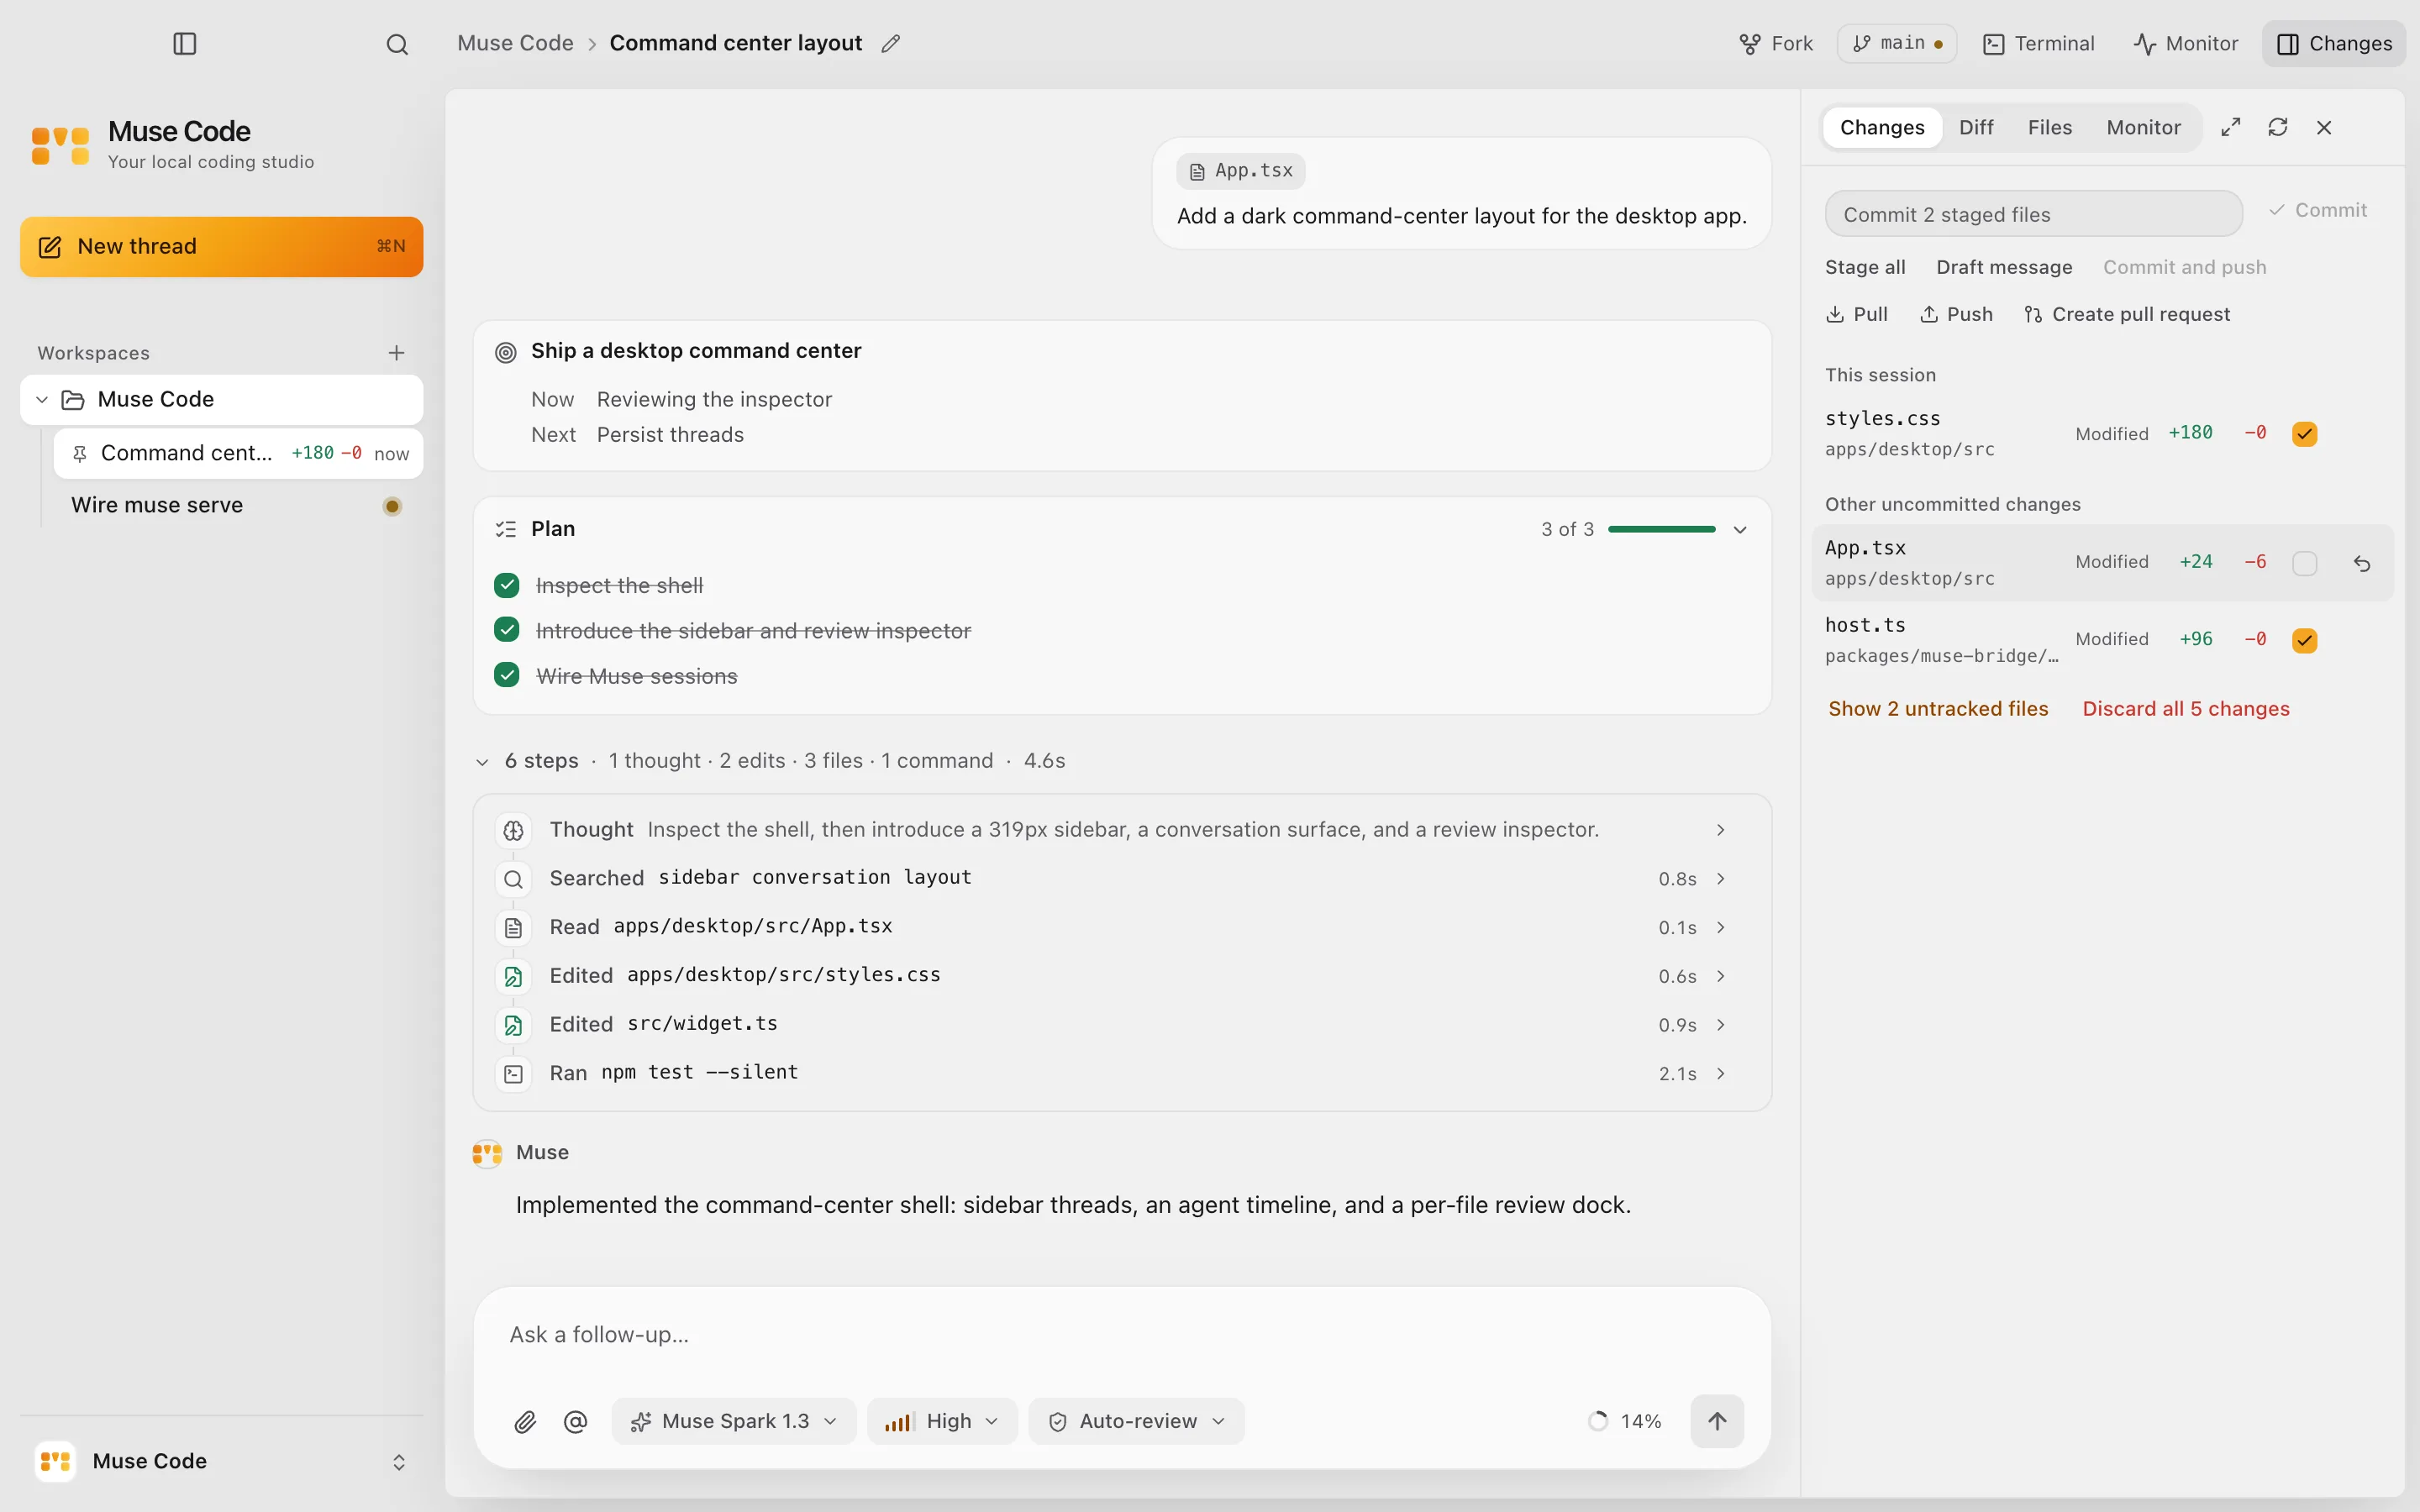 Muse Code > Command center layout
Fork
main
Terminal
Monitor
Changes
Muse Code
Your local coding studio
New thread ⌘N
Workspaces
Muse Code
Command cent... +180 −0 now
Wire muse serve
App.tsx
Add a dark command-center layout for the desktop app.
Ship a desktop command center
Now Reviewing the inspector
Next Persist threads
Plan 3 of 3
Inspect the shell
Introduce the sidebar and review inspector
Wire Muse sessions
6 steps · 1 thought · 2 edits · 3 files · 1 command · 4.6s
Thought Inspect the shell, then introduce a 319px sidebar, a conversation surface, and a review inspector.
Searched sidebar conversation layout 0.8s
Read apps/desktop/src/App.tsx 0.1s
Edited apps/desktop/src/styles.css 0.6s
Edited src/widget.ts 0.9s
Ran npm test --silent 2.1s
Muse
Implemented the command-center shell: sidebar threads, an agent timeline, and a per-file review dock.
Ask a follow-up...
Muse Spark 1.3
High
Auto-review
14%
Changes Diff Files Monitor
Commit 2 staged files Commit
Stage all Draft message Commit and push
Pull Push Create pull request
This session
styles.css Modified +180 −0
apps/desktop/src
Other uncommitted changes
App.tsx Modified +24 −6
apps/desktop/src
host.ts Modified +96 −0
packages/muse-bridge/…
Show 2 untracked files Discard all 5 changes
Muse Code